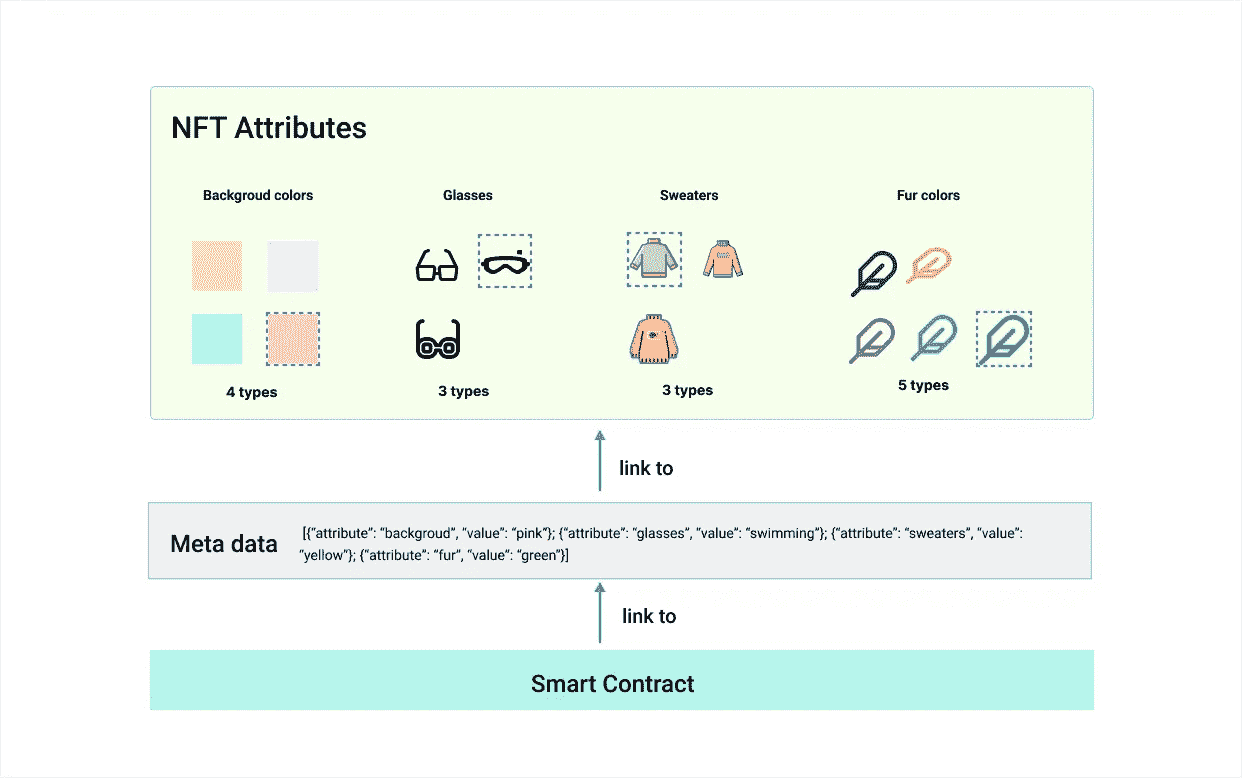 NFT Attributes
Backgroud colors
Glasses
Sweaters
Fur colors
4 types
3 types
3 types
5 types
link to
Meta data
[{“attribute”: “backgroud”, “value”: “pink”}; {“attribute”: “glasses”, “value”: “swimming”}; {“attribute”: “sweaters”, “value”:
“yellow”}; {“attribute”: “fur”, “value”: “green”}]
link to
Smart Contract